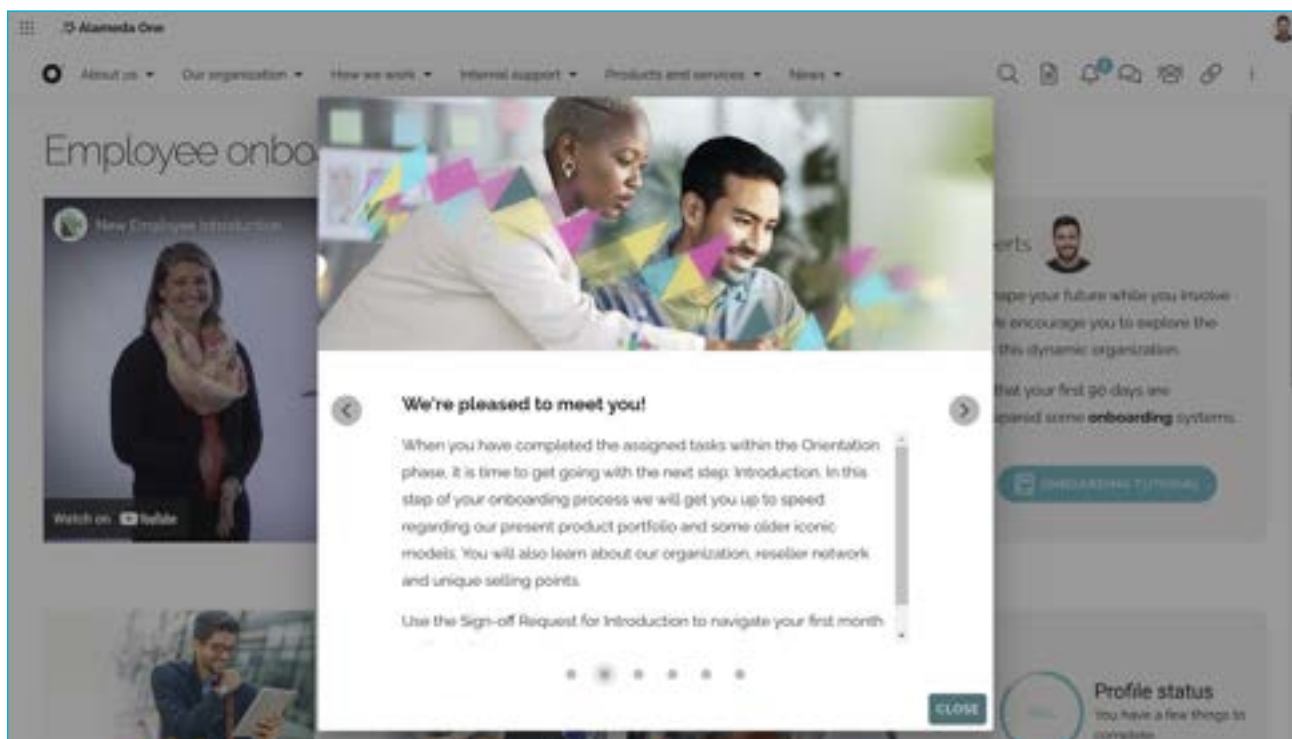 Alameda One
About us
Our organization
How we work
Internal support
Products and services
News
Employee onbo
New Employee Introduction
Watch on YouTube
We're pleased to meet you!
When you have completed the assigned tasks within the Orientation
phase, it is time to get going with the next step: Introduction. In this
step of your onboarding process we will get you up to speed
regarding our present product portfolio and some older iconic
models. You will also learn about our organization, reseller network
and unique selling points.
Use the Sign-off Request for Introduction to navigate your first month
CLOSE
erts
hape your future while you involve
e encourage you to explore the
this dynamic organization.
that your first 90 days are
epared some onboarding systems.
ONBOARDING TUTORIAL
Profile status
You have a few things to
complete